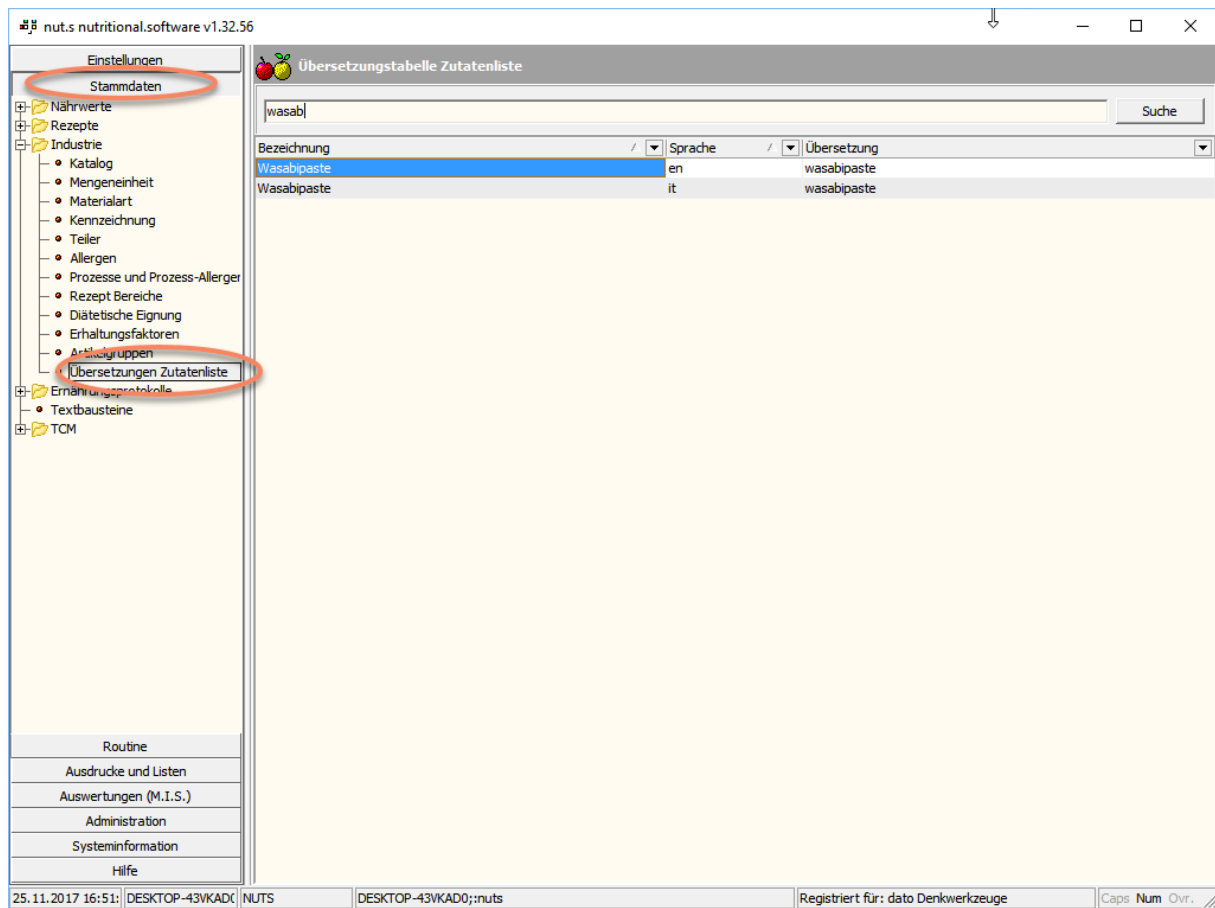 nut.s nutritional.software v1.32.56
Einstellungen
Stammdaten
Nährwerte
Rezepte
Industrie
Katalog
Mengeneinheit
Materialart
Kennzeichnung
Teiler
Allergen
Prozesse und Prozess-Allerger
Rezept Bereiche
Diätetische Eignung
Erhaltungsfaktoren
Artikelgruppen
Übersetzungen Zutatenliste
Ernährungsprotokolle
Textbausteine
TCM
Routine
Ausdrucke und Listen
Auswertungen (M.I.S.)
Administration
Systeminformation
Hilfe
Übersetzungstabelle Zutatenliste
wasab
Suche
Bezeichnung Sprache Übersetzung
Wasabipaste en wasabipaste
Wasabipaste it wasabipaste
25.11.2017 16:51: DESKTOP-43VKAD( NUTS DESKTOP-43VKAD0;:nuts Registriert für: dato Denkwerkzeuge Caps Num Ovr.